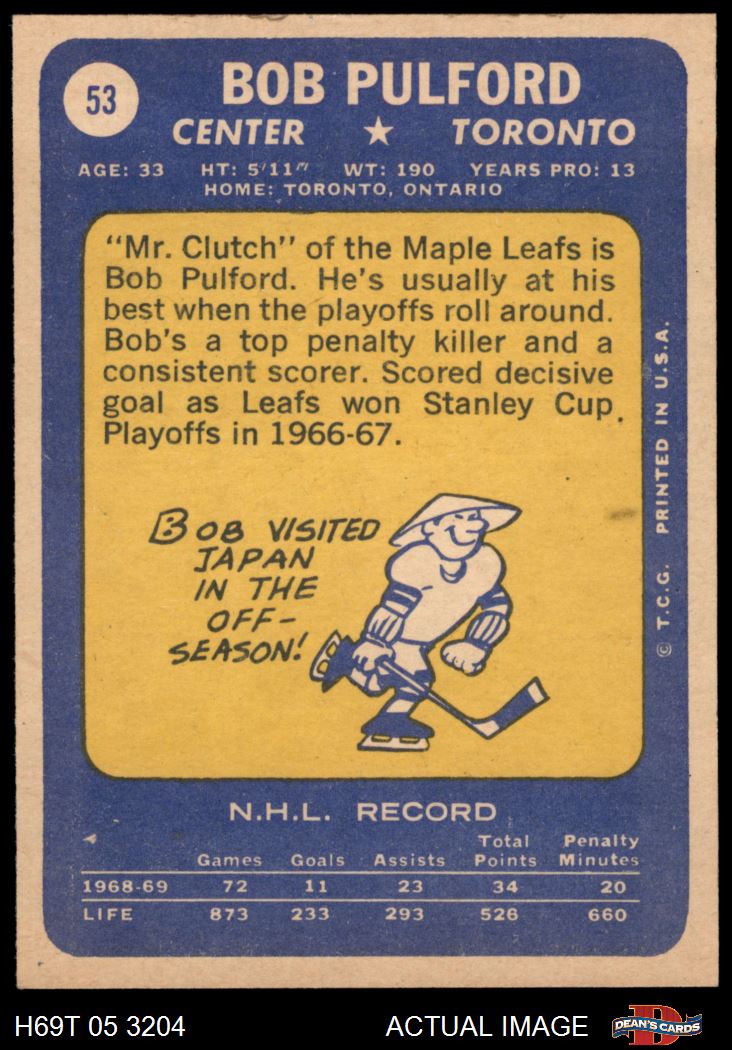 53
BOB PULFORD
CENTER ★ TORONTO
AGE: 33 HT: 5'11" WT: 190 YEARS PRO: 13
HOME: TORONTO, ONTARIO
"Mr. Clutch" of the Maple Leafs is
Bob Pulford. He's usually at his
best when the playoffs roll around.
Bob's a top penalty killer and a
consistent scorer. Scored decisive
goal as Leafs won Stanley Cup
Playoffs in 1966-67.
BOB VISITED
JAPAN
IN THE
OFF-
SEASON!
© T.C.G. PRINTED IN U.S.A.
N.H.L. RECORD
Games Goals Assists Total Points Penalty Minutes
1968-69 72 11 23 34 20
LIFE 873 233 293 526 660
H69T 05 3204 ACTUAL IMAGE
D
DEAN'S CARDS